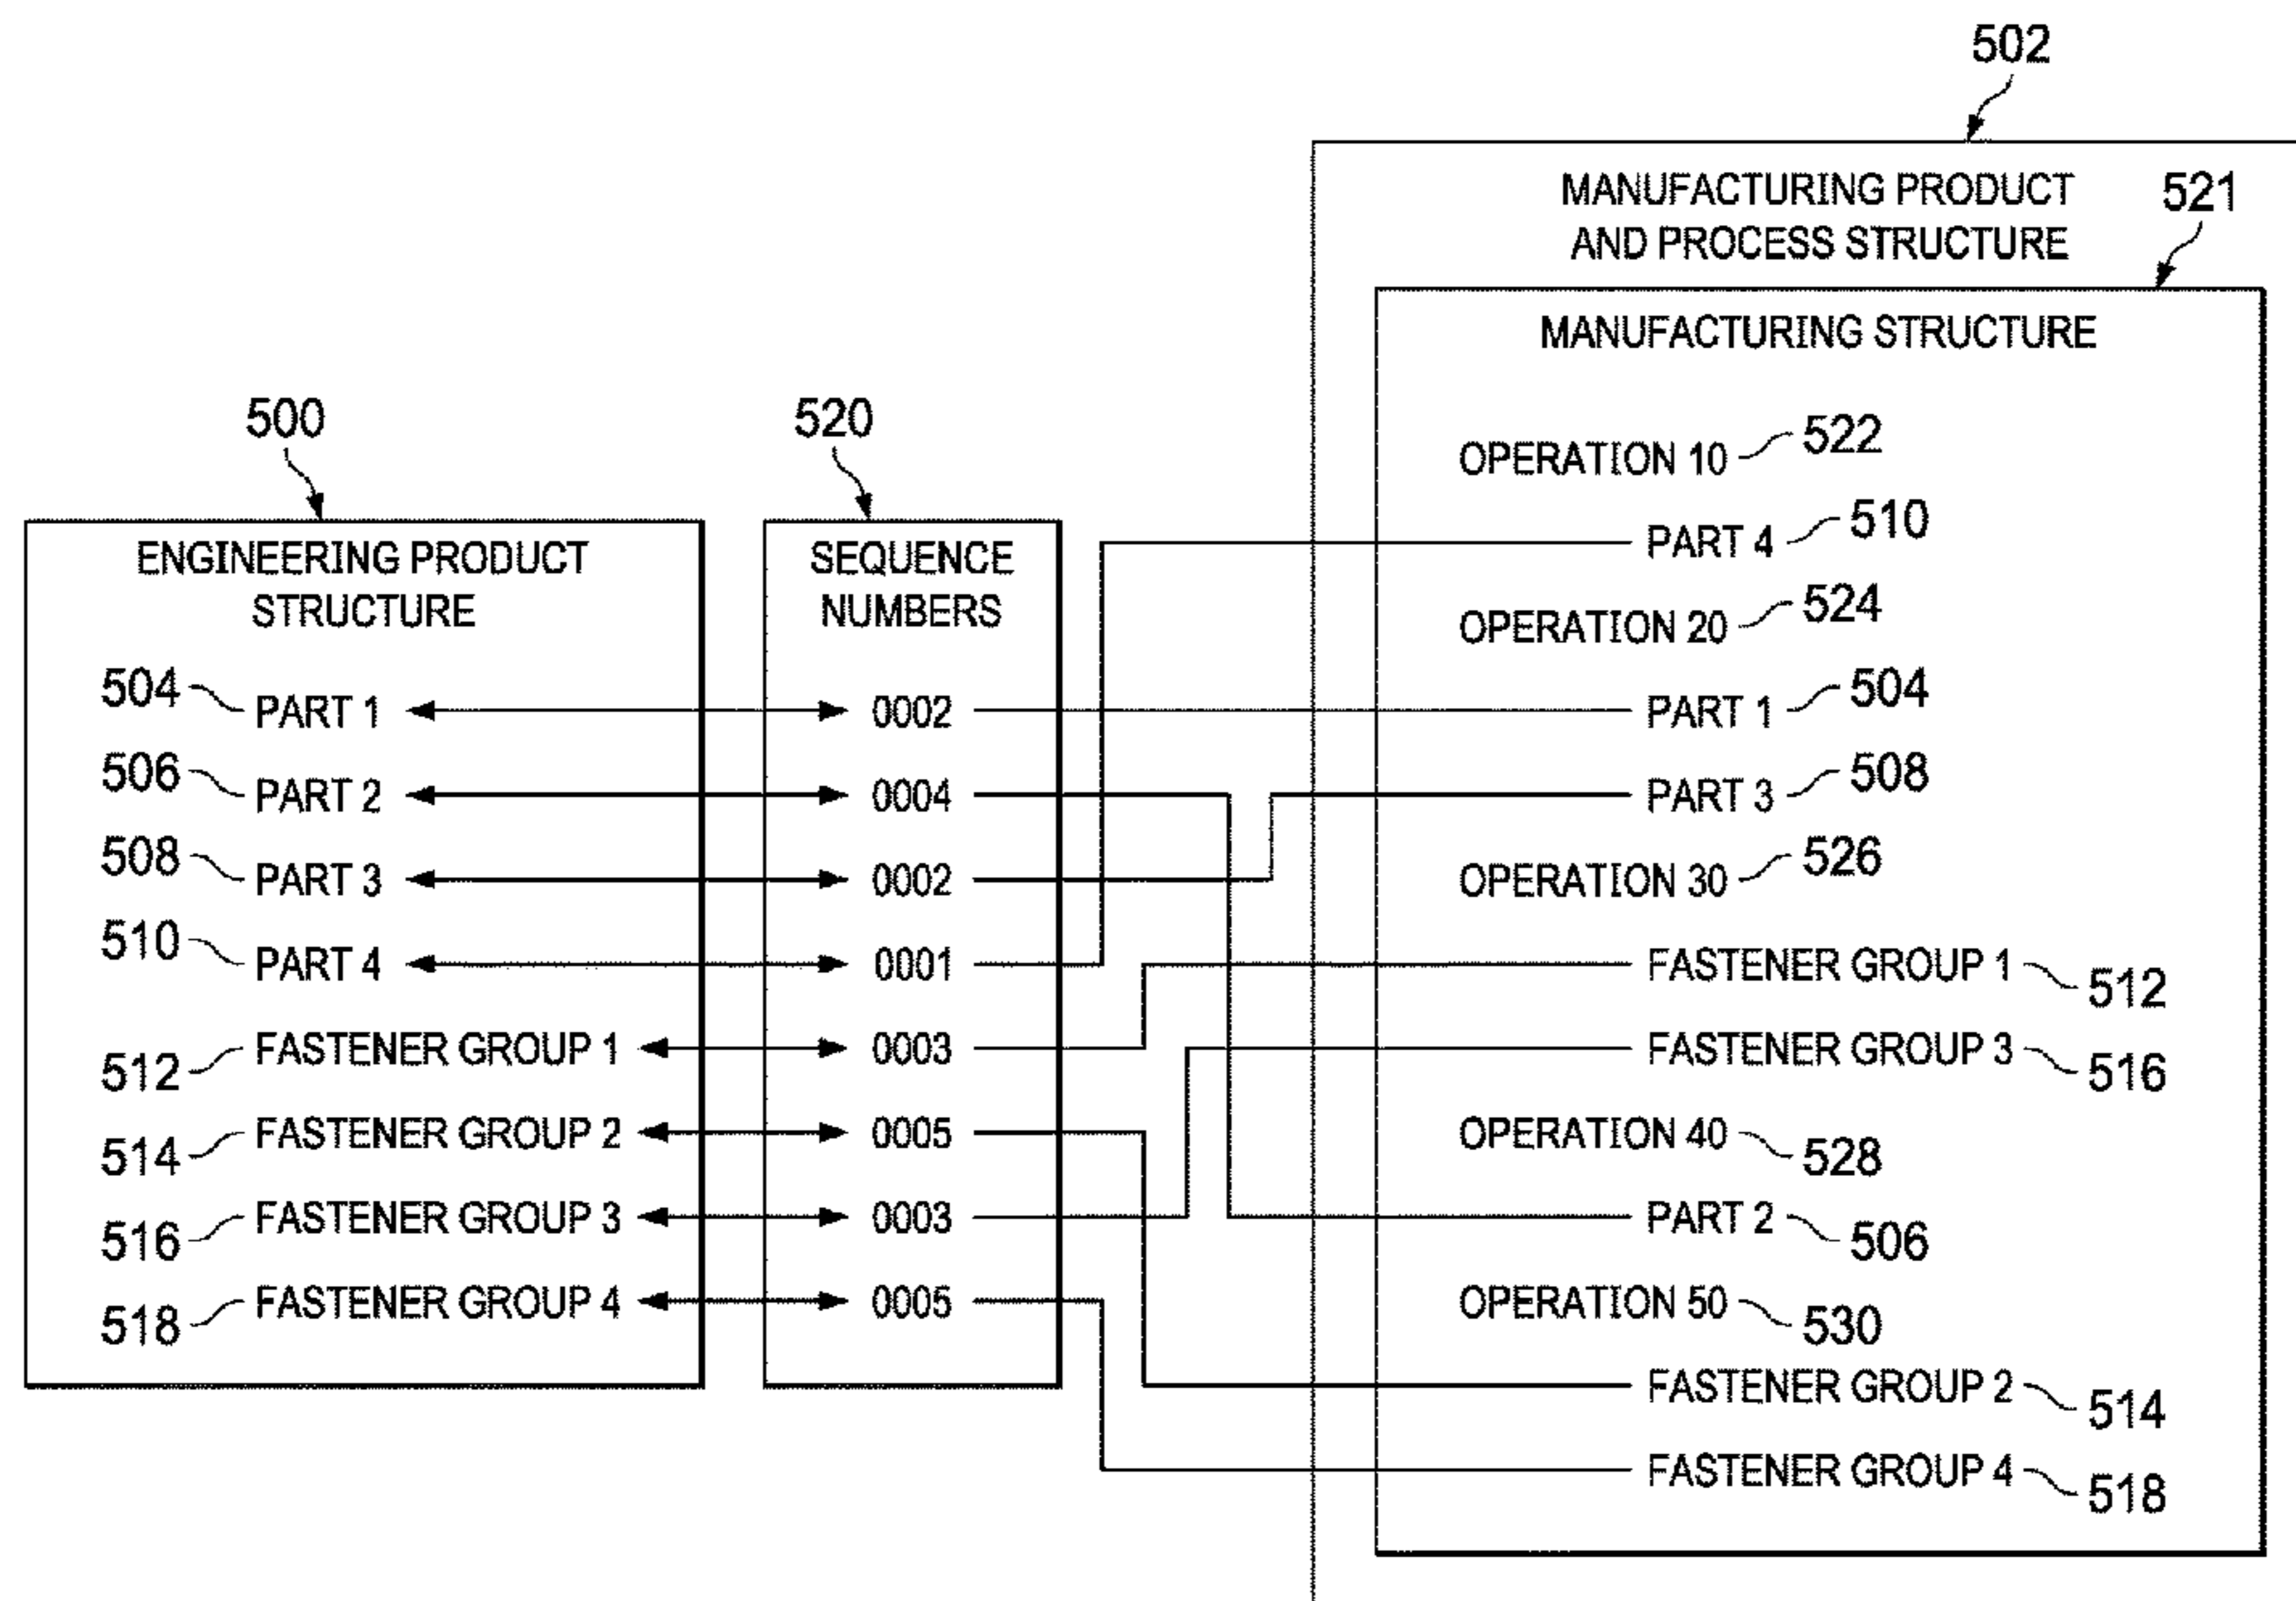 502
MANUFACTURING PRODUCT
AND PROCESS STRUCTURE
521
MANUFACTURING STRUCTURE
500
520
ENGINEERING PRODUCT
STRUCTURE
504 PART 1
506 PART 2
508 PART 3
510 PART 4
512 FASTENER GROUP 1
514 FASTENER GROUP 2
516 FASTENER GROUP 3
518 FASTENER GROUP 4
SEQUENCE
NUMBERS
0002
0004
0002
0001
0003
0005
0003
0005
OPERATION 10 522
PART 4 510
OPERATION 20 524
PART 1 504
PART 3 508
OPERATION 30 526
FASTENER GROUP 1 512
FASTENER GROUP 3 516
OPERATION 40 528
PART 2 506
OPERATION 50 530
FASTENER GROUP 2 514
FASTENER GROUP 4 518